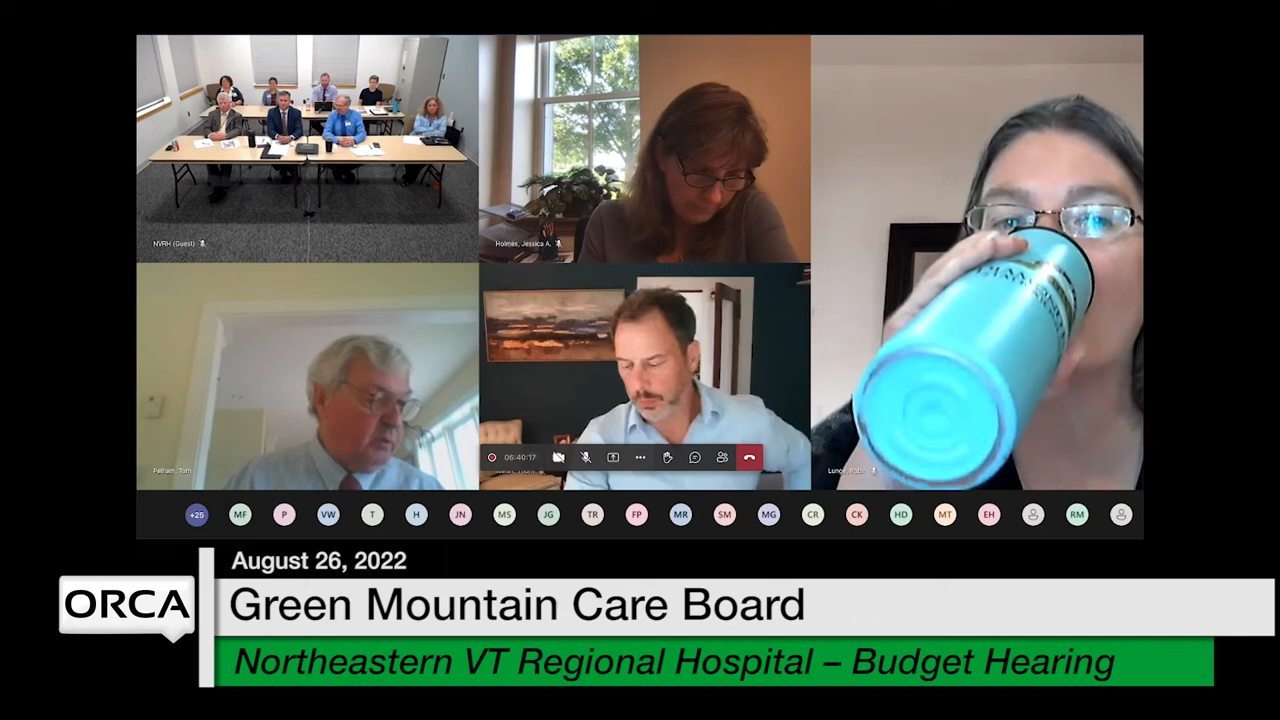 NVRH (Guest)
Holmes, Jessica A.
Pelham, Tom
06:40:17
Lunge, Robin
+25 MF P VW T H JN MS JG TR FP MR SM MG CR CK HD MT EH RM
August 26, 2022
ORCA
Green Mountain Care Board
Northeastern VT Regional Hospital – Budget Hearing